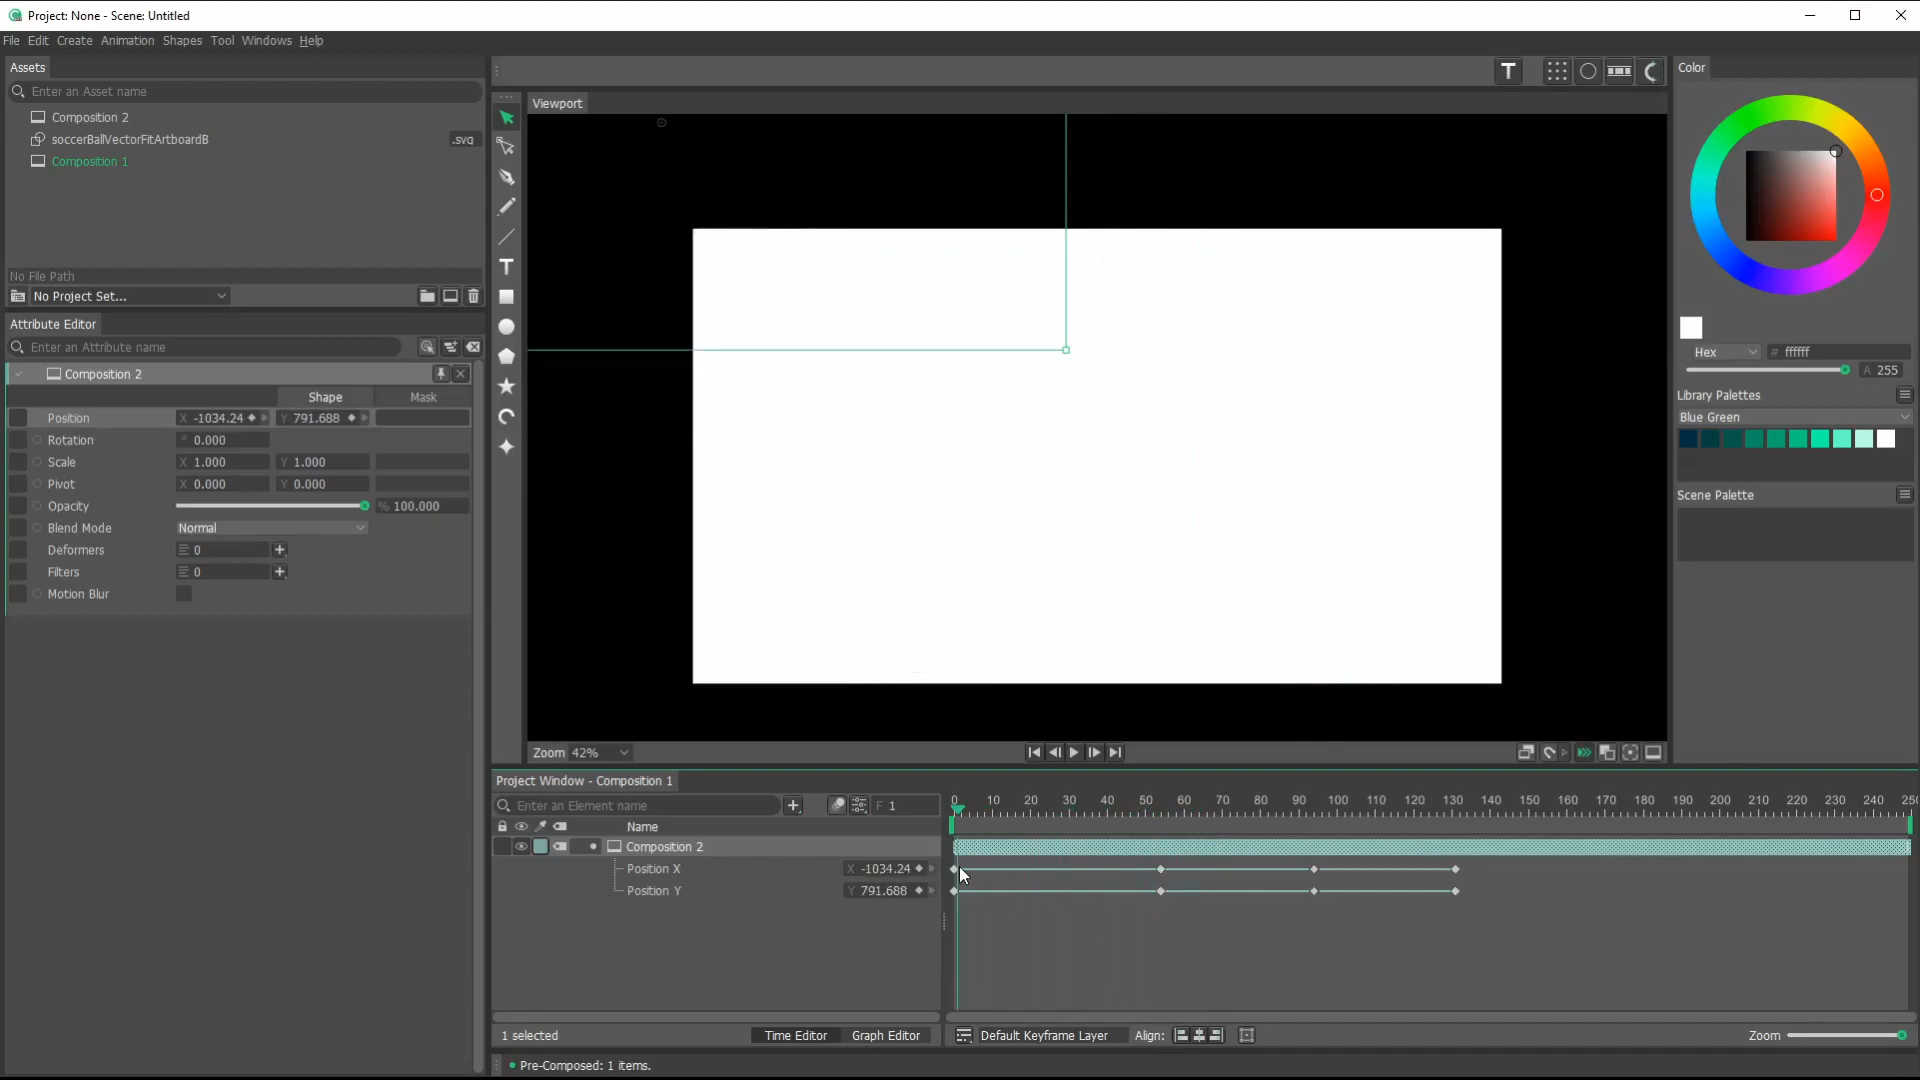 Project: None - Scene: Untitled
File Edit Create Animation Shapes Tool Windows Help
Assets
Enter an Asset name
Composition 2
soccerBallVectorFitArtboardB .svg
Composition 1
No File Path
No Project Set...
Attribute Editor
Enter an Attribute name
Composition 2
Shape Mask
Position X -1034.24 Y 791.688
Rotation ° 0.000
Scale X 1.000 Y 1.000
Pivot X 0.000 Y 0.000
Opacity % 100.000
Blend Mode Normal
Deformers 0
Filters 0
Motion Blur
T
Viewport
T
Zoom 42%
Color
Hex # ffffff
A 255
Library Palettes
Blue Green
Scene Palette
Project Window - Composition 1
Enter an Element name F 1
Name
Composition 2
Position X X -1034.24
Position Y Y 791.688
0 10 20 30 40 50 60 70 80 90 100 110 120 130 140 150 160 170 180 190 200 210 220 230 240 250
1 selected Time Editor Graph Editor Default Keyframe Layer Align: Zoom
Pre-Composed: 1 items.